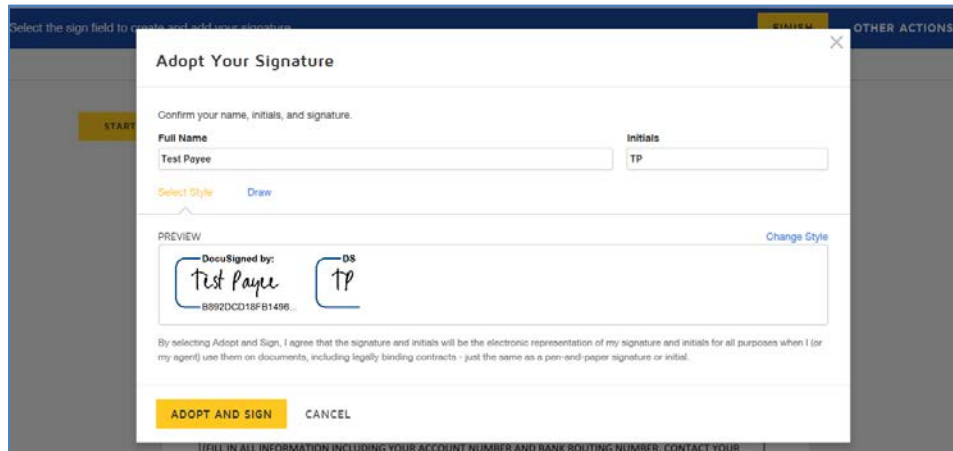 Select the sign field to create and add your signature
FINISH
OTHER ACTIONS
Adopt Your Signature
START
Confirm your name, initials, and signature.
Full Name
Initials
Test Payee
TP
Select Style
Draw
PREVIEW
Change Style
DocuSigned by:
DS
Test Payee
TP
B892DCD18FB1496...
By selecting Adopt and Sign, I agree that the signature and initials will be the electronic representation of my signature and initials for all purposes when I (or
my agent) use them on documents, including legally binding contracts - just the same as a pen-and-paper signature or initial.
ADOPT AND SIGN
CANCEL
(FILL IN ALL INFORMATION INCLUDING YOUR ACCOUNT NUMBER AND BANK ROUTING NUMBER. CONTACT YOUR